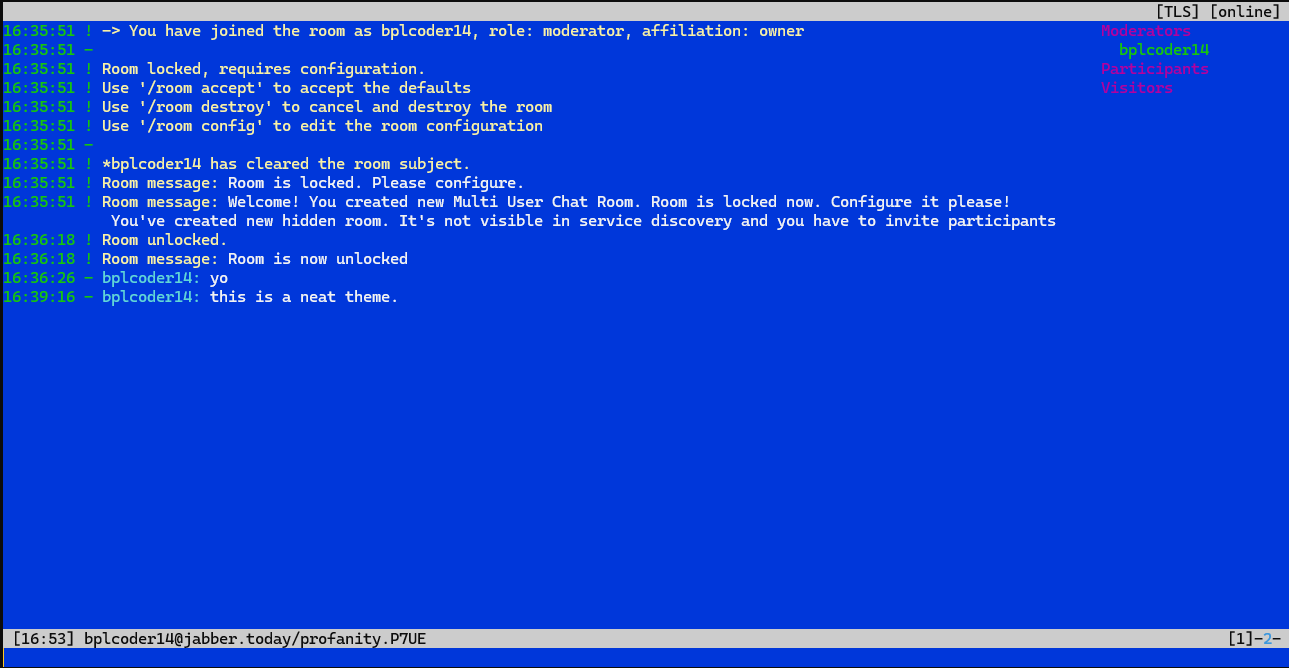 [TLS] [online]
16:35:51 ! -> You have joined the room as bplcoder14, role: moderator, affiliation: owner
Moderators
16:35:51 -
bplcoder14
16:35:51 ! Room locked, requires configuration.
Participants
16:35:51 ! Use '/room accept' to accept the defaults
Visitors
16:35:51 ! Use '/room destroy' to cancel and destroy the room
16:35:51 ! Use '/room config' to edit the room configuration
16:35:51 -
16:35:51 ! *bplcoder14 has cleared the room subject.
16:35:51 ! Room message: Room is locked. Please configure.
16:35:51 ! Room message: Welcome! You created new Multi User Chat Room. Room is locked now. Configure it please!
You've created new hidden room. It's not visible in service discovery and you have to invite participants
16:36:18 ! Room unlocked.
16:36:18 ! Room message: Room is now unlocked
16:36:26 - bplcoder14: yo
16:39:16 - bplcoder14: this is a neat theme.
[16:53] bplcoder14@jabber.today/profanity.P7UE
[1]-2-